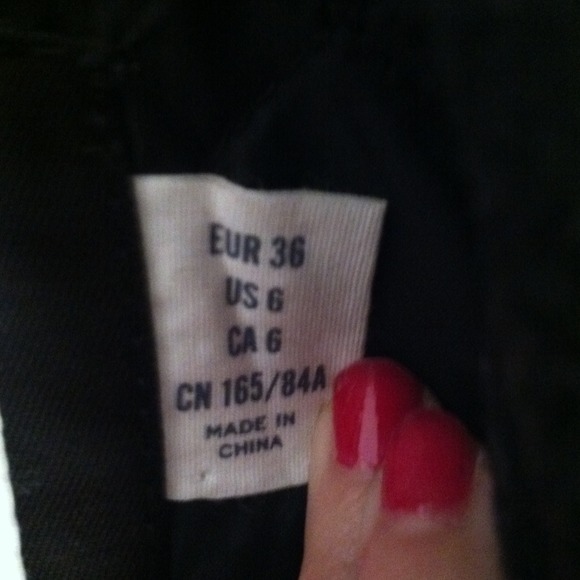 EUR 36
US 6
CA 6
CN 165/84A
MADE IN
CHINA